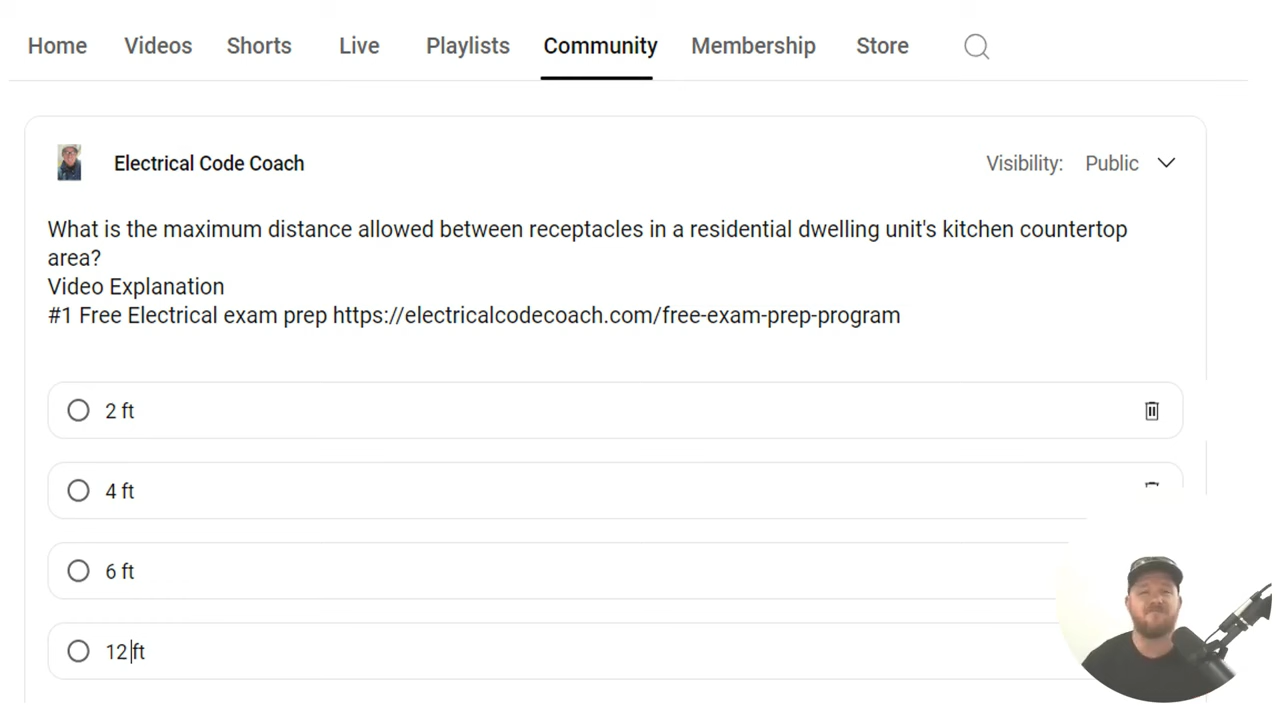 Home Videos Shorts Live Playlists Community Membership Store
Electrical Code Coach Visibility: Public
What is the maximum distance allowed between receptacles in a residential dwelling unit's kitchen countertop
area?
Video Explanation
#1 Free Electrical exam prep https://electricalcodecoach.com/free-exam-prep-program
2 ft
4 ft
6 ft
12 ft